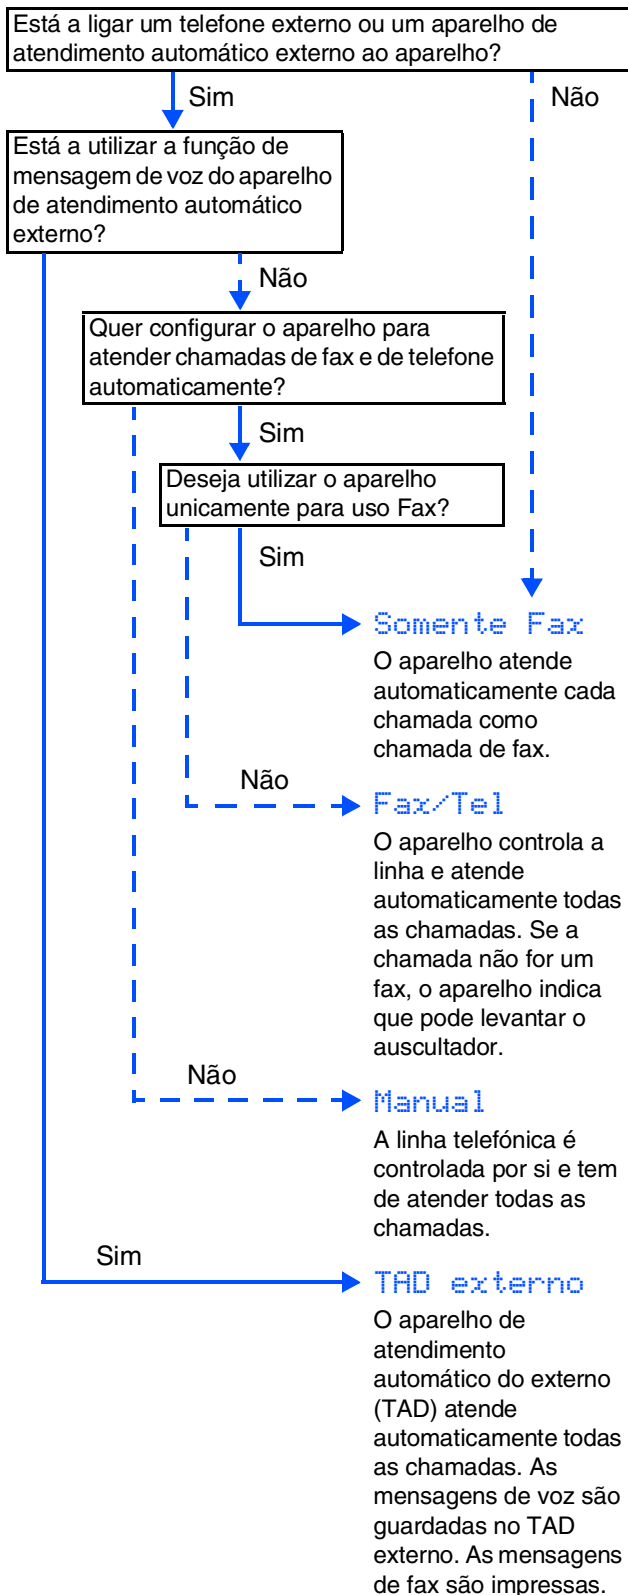 Está a ligar um telefone externo ou um aparelho de
atendimento automático externo ao aparelho?
Sim
Não
Está a utilizar a função de
mensagem de voz do aparelho
de atendimento automático
externo?
Não
Quer configurar o aparelho para
atender chamadas de fax e de telefone
automaticamente?
Sim
Deseja utilizar o aparelho
unicamente para uso Fax?
Sim
Somente Fax
O aparelho atende
automaticamente cada
chamada como
chamada de fax.
Não
Fax/Tel
O aparelho controla a
linha e atende
automaticamente todas
as chamadas. Se a
chamada não for um
fax, o aparelho indica
que pode levantar o
auscultador.
Não
Manual
A linha telefónica é
controlada por si e tem
de atender todas as
chamadas.
Sim
TAD externo
O aparelho de
atendimento
automático do externo
(TAD) atende
automaticamente todas
as chamadas. As
mensagens de voz são
guardadas no TAD
externo. As mensagens
de fax são impressas.